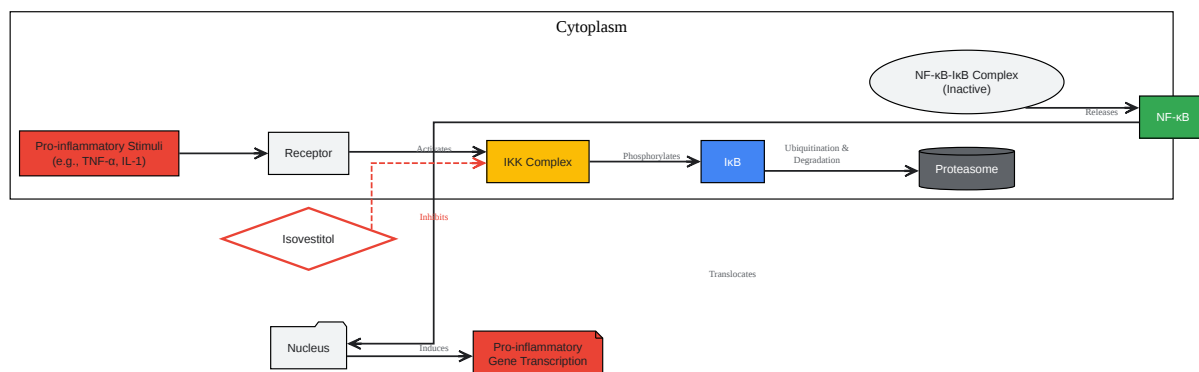 Cytoplasm
NF-κB-IκB Complex
(Inactive)
Releases
NF-κB
Pro-inflammatory Stimuli
(e.g., TNF-α, IL-1)
Receptor
Activates
IKK Complex
Phosphorylates
IκB
Ubiquitination &
Degradation
Proteasome
Inhibits
Isovestitol
Translocates
Nucleus
Induces
Pro-inflammatory
Gene Transcription